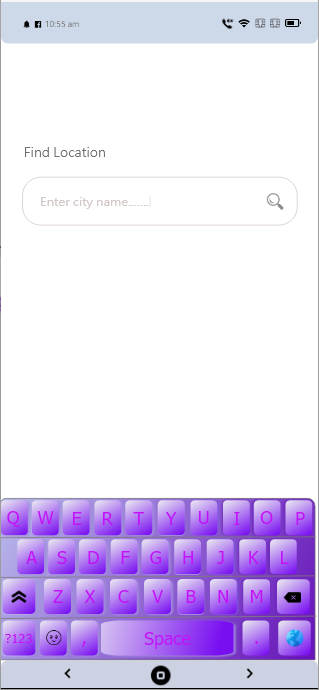 10:55 am
Find Location
Enter city name.......
Q W E R T Y U I O P
A S D F G H J K L
Z X C V B N M
?123 , Space .